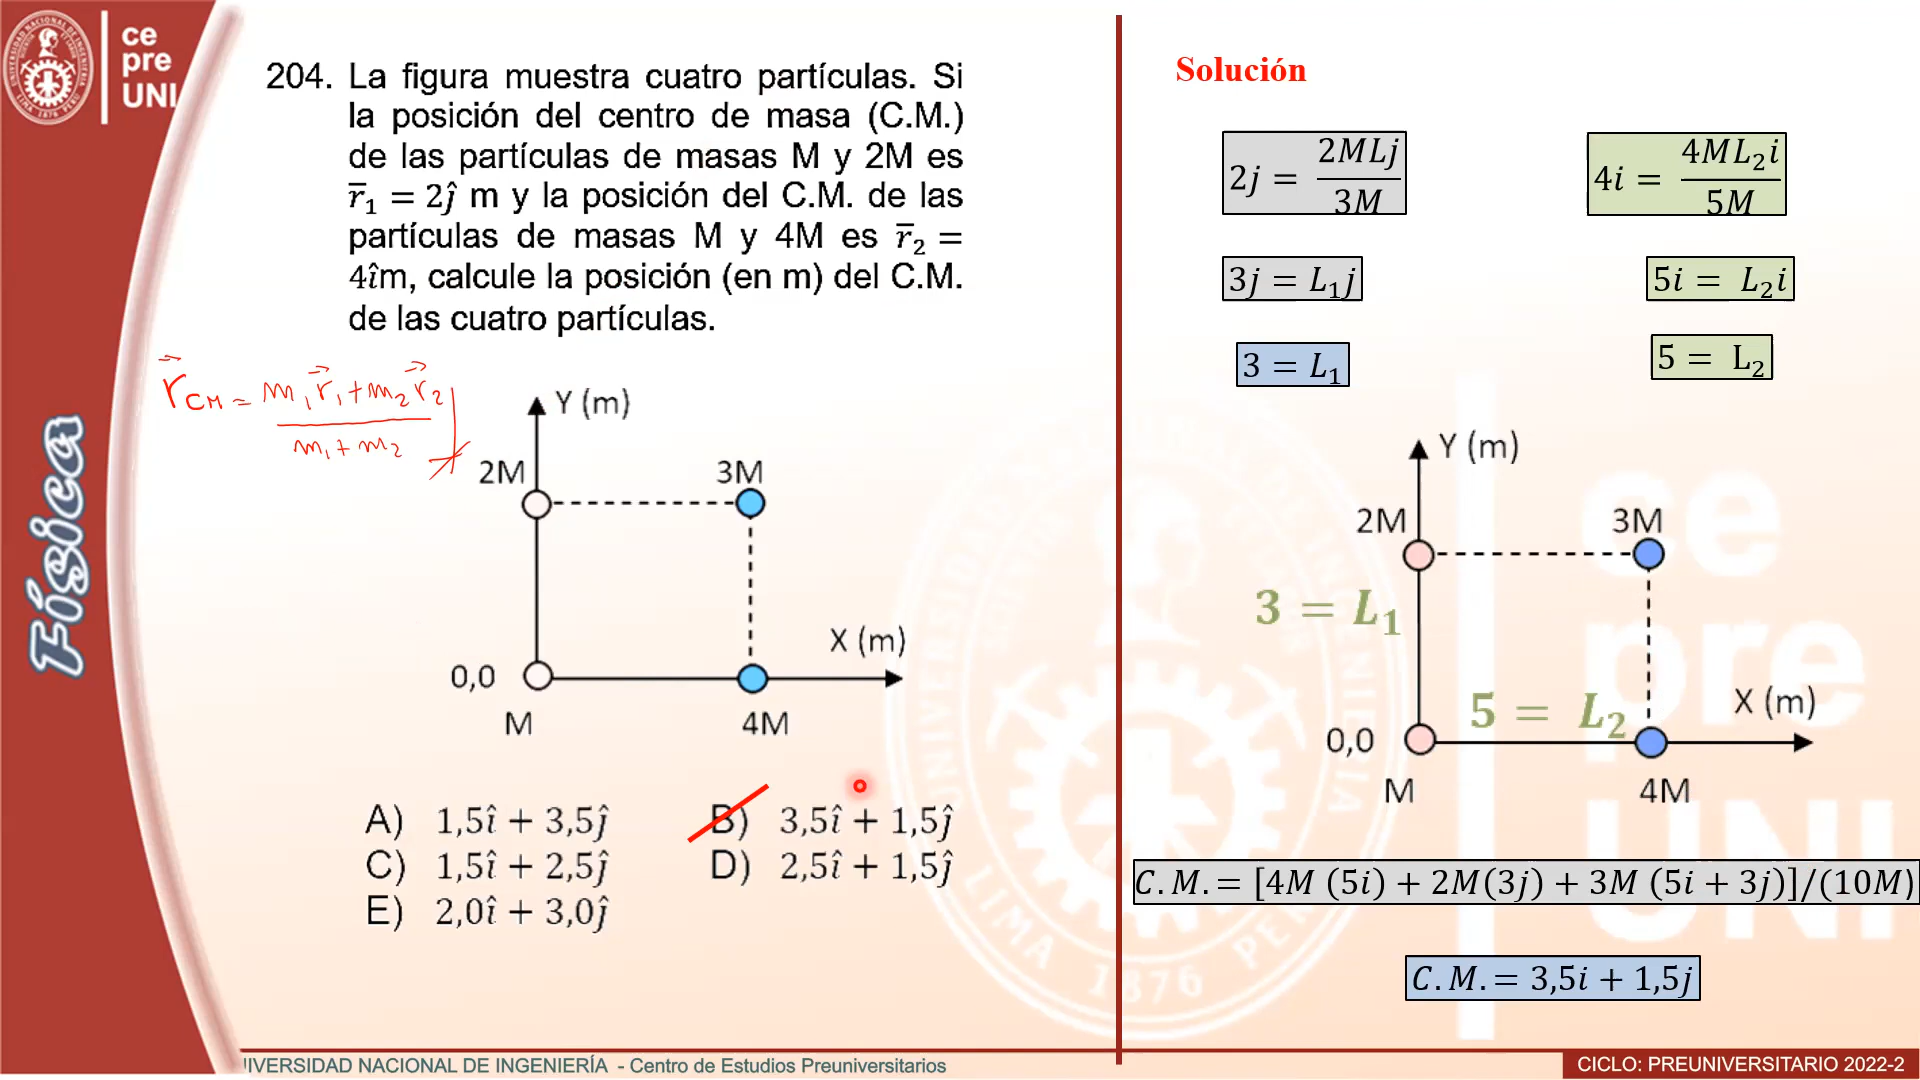 ce
pre
UNI
Física
204. La figura muestra cuatro partículas. Si
la posición del centro de masa (C.M.)
de las partículas de masas M y 2M es
r̅₁ = 2ĵ m y la posición del C.M. de las
partículas de masas M y 4M es r̅₂ =
4îm, calcule la posición (en m) del C.M.
de las cuatro partículas.
r⃗CM = (m₁r⃗₁ + m₂r⃗₂) / (m₁ + m₂)
Y (m)
2M 3M
X (m)
0,0
M 4M
A) 1,5î + 3,5ĵ B) 3,5î + 1,5ĵ
C) 1,5î + 2,5ĵ D) 2,5î + 1,5ĵ
E) 2,0î + 3,0ĵ
Solución
2j = 2MLj / 3M 4i = 4ML₂i / 5M
3j = L₁j 5i = L₂i
3 = L₁ 5 = L₂
Y (m)
2M 3M
3 = L₁
5 = L₂
X (m)
0,0
M 4M
C.M.= [4M (5i) + 2M(3j) + 3M (5i + 3j)]/(10M)
C.M.= 3,5i + 1,5j
ce
pre
UNI
LIMA 1876 PE
IVERSIDAD NACIONAL DE INGENIERÍA - Centro de Estudios Preuniversitarios
CICLO: PREUNIVERSITARIO 2022-2